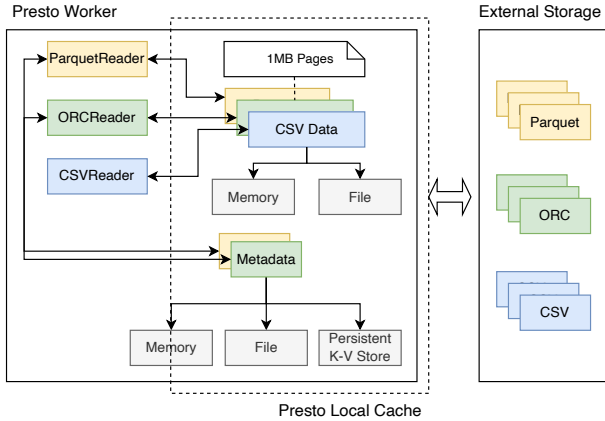 Presto Worker
External Storage
ParquetReader
1MB Pages
ORCReader
CSV Data
CSVReader
Memory
File
Metadata
Memory
File
Persistent
K-V Store
Parquet
ORC
CSV
Presto Local Cache